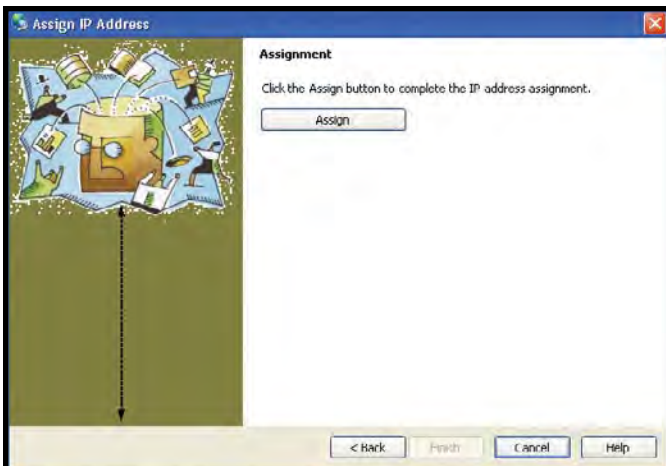 Assign IP Address
Assignment
Click the Assign button to complete the IP address assignment.
Assign
< Back Finish Cancel Help